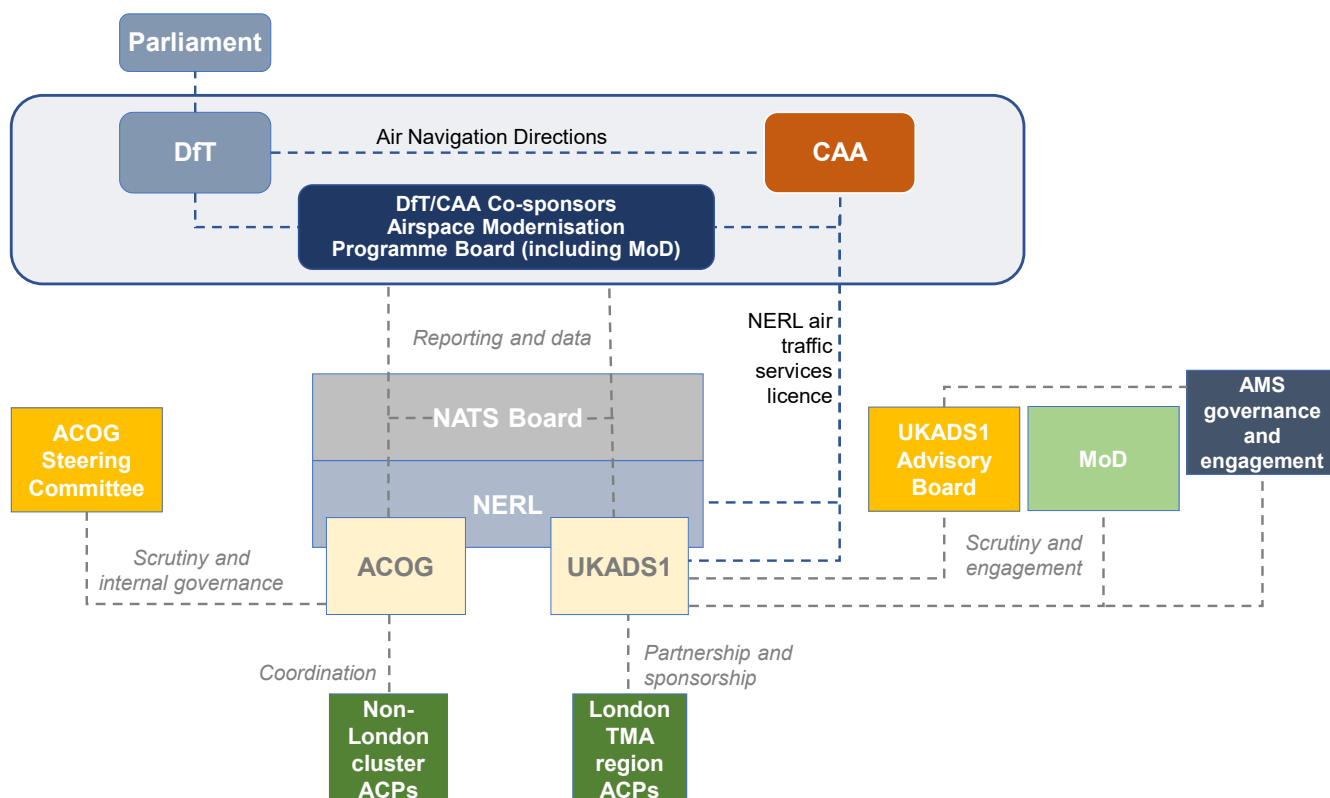 Parliament
DfT
Air Navigation Directions
CAA
DfT/CAA Co-sponsors
Airspace Modernisation
Programme Board (including MoD)
Reporting and data
NERL air
traffic
services
licence
NATS Board
NERL
ACOG
Steering
Committee
UKADS1
Advisory
Board
MoD
AMS
governance
and
engagement
Scrutiny and
internal governance
ACOG
UKADS1
Scrutiny and
engagement
Coordination
Partnership and
sponsorship
Non-
London
cluster
ACPs
London
TMA
region
ACPs